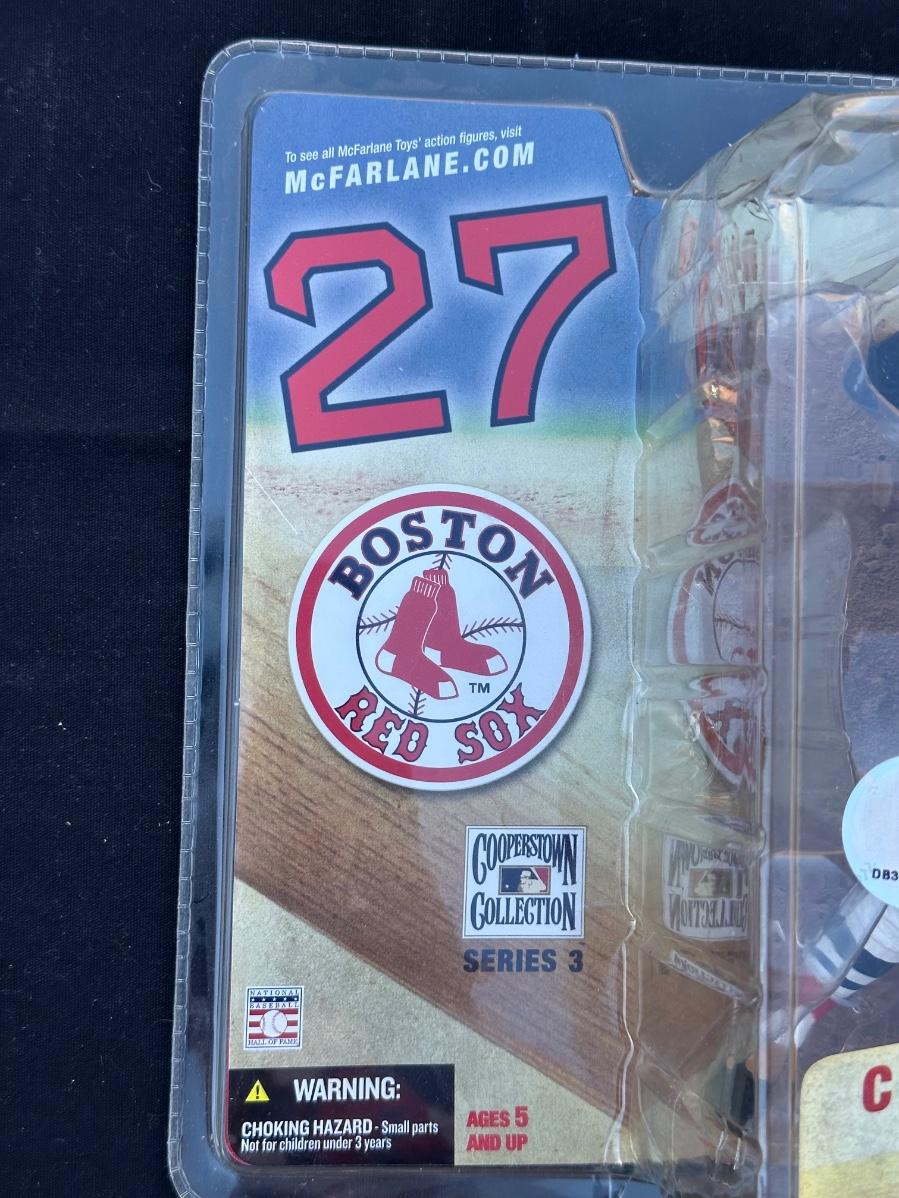 To see all McFarlane Toys' action figures, visit
McFARLANE.COM
27
BOSTON
TM
RED SOX
COOPERSTOWN
COLLECTION
SERIES 3
NATIONAL
BASEBALL
HALL OF FAME
WARNING:
CHOKING HAZARD - Small parts
Not for children under 3 years
AGES 5
AND UP
DB3
C